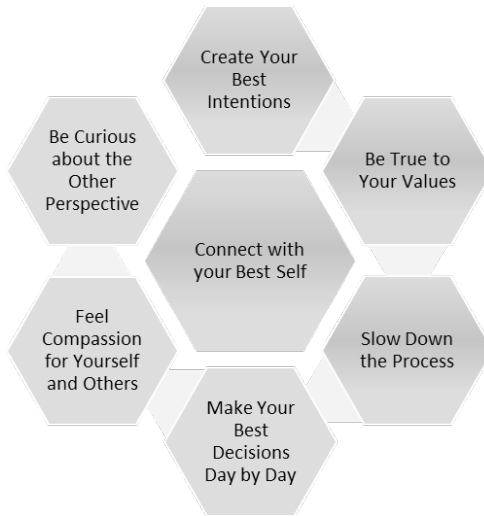 Create Your
Best
Intentions
Be True to
Your Values
Slow Down
the Process
Make Your
Best
Decisions
Day by Day
Feel
Compassion
for Yourself
and Others
Be Curious
about the
Other
Perspective
Connect with
your Best Self